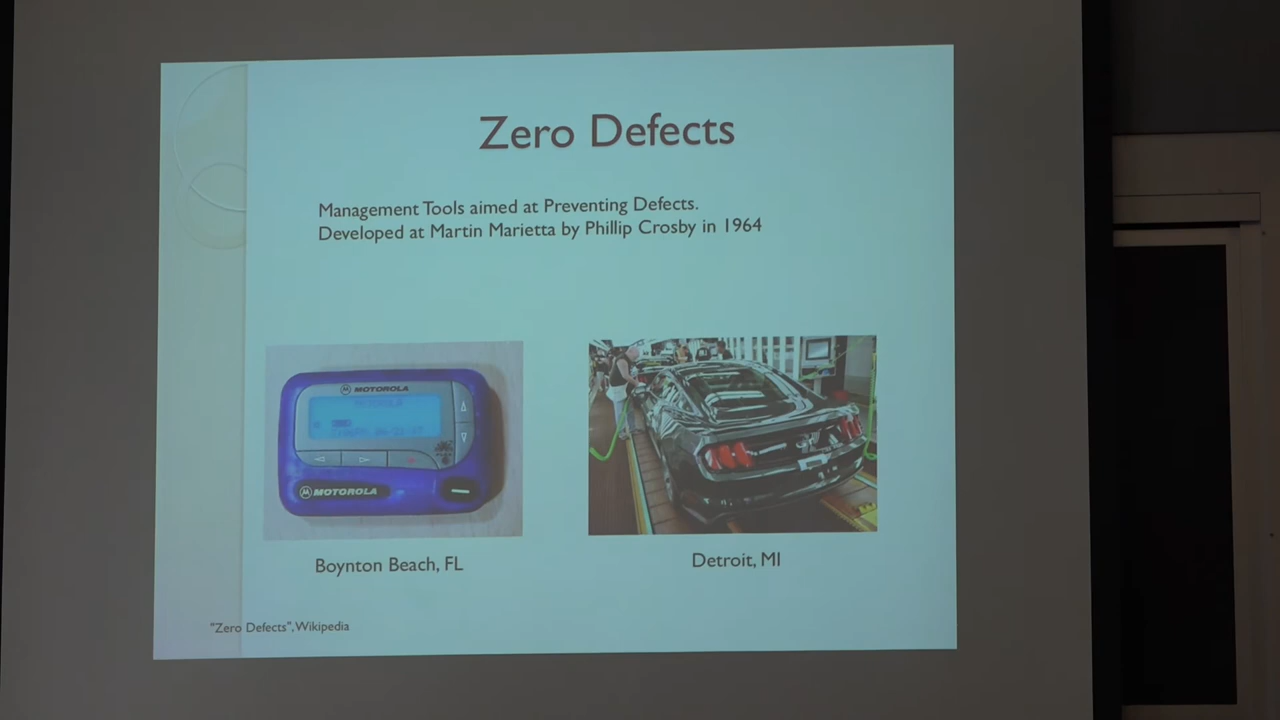 Zero Defects
Management Tools aimed at Preventing Defects.
Developed at Martin Marietta by Phillip Crosby in 1964
MOTOROLA
MOTOROLA
MOTOROLA
Boynton Beach, FL
Detroit, MI
"Zero Defects", Wikipedia